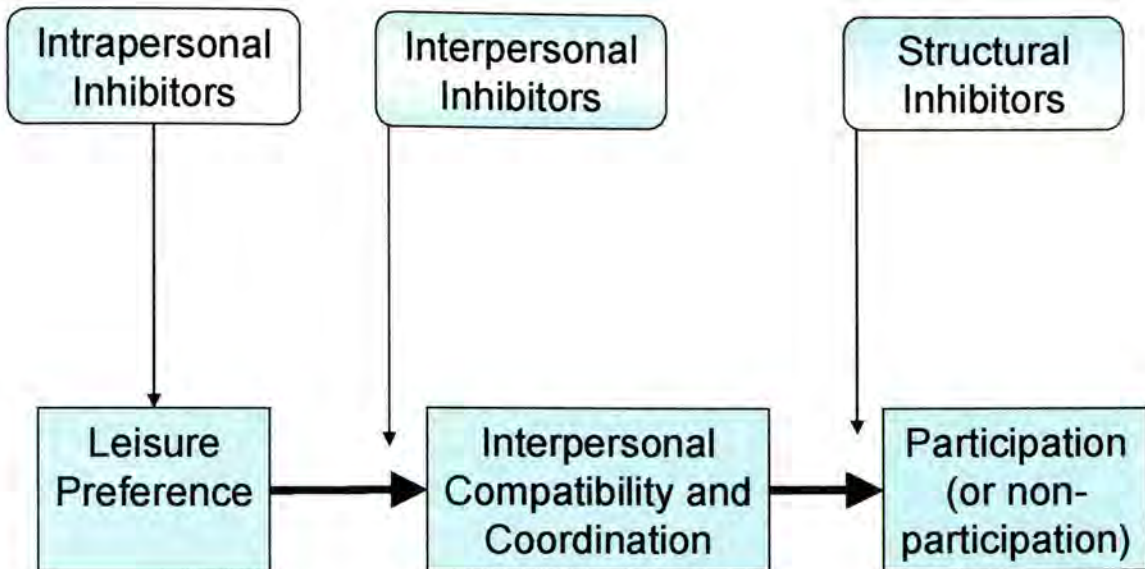 Intrapersonal
Inhibitors
Interpersonal
Inhibitors
Structural
Inhibitors
Leisure
Preference
Interpersonal
Compatibility and
Coordination
Participation
(or non-
participation)